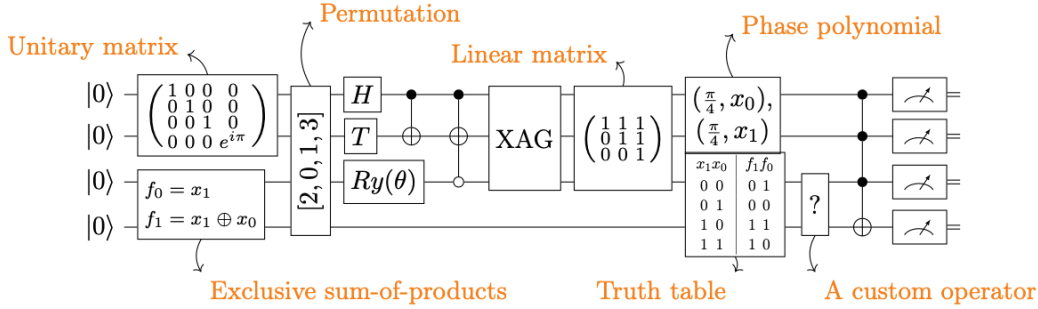 Permutation
Phase polynomial
Unitary matrix
Linear matrix
|0⟩ 1 0 0 0 H (π/4, x₀),
0 1 0 0
|0⟩ 0 0 1 0 T XAG 1 1 1 (π/4, x₁)
0 0 0 e^{iπ} 0 1 1
[2, 0, 1, 3] 0 0 1
x₁x₀ f₁f₀
|0⟩ f₀ = x₁ Ry(θ) 0 0 0 1
f₁ = x₁ ⊕ x₀ 0 1 0 0 ?
|0⟩ 1 0 1 1
1 1 1 0
Exclusive sum-of-products
Truth table
A custom operator